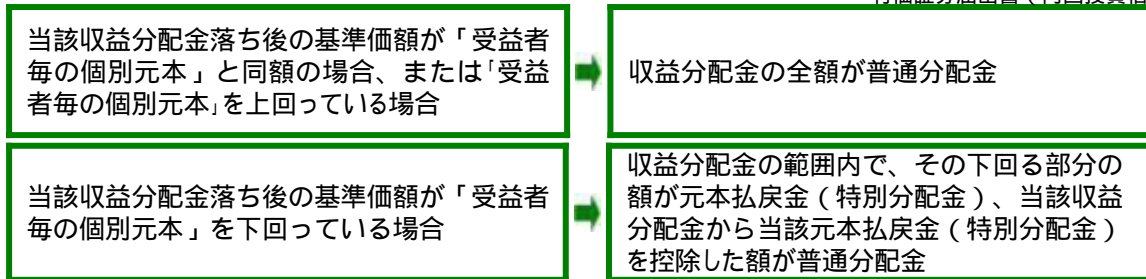 当該収益分配金落ち後の基準価額が「受益者
毎の個別元本」と同額の場合、または「受益
者毎の個別元本」を上回っている場合
収益分配金の全額が普通分配金
当該収益分配金落ち後の基準価額が「受益者
毎の個別元本」を下回っている場合
収益分配金の範囲内で、その下回る部分の
額が元本払戻金（特別分配金）、当該収益
分配金から当該元本払戻金（特別分配金）
を控除した額が普通分配金